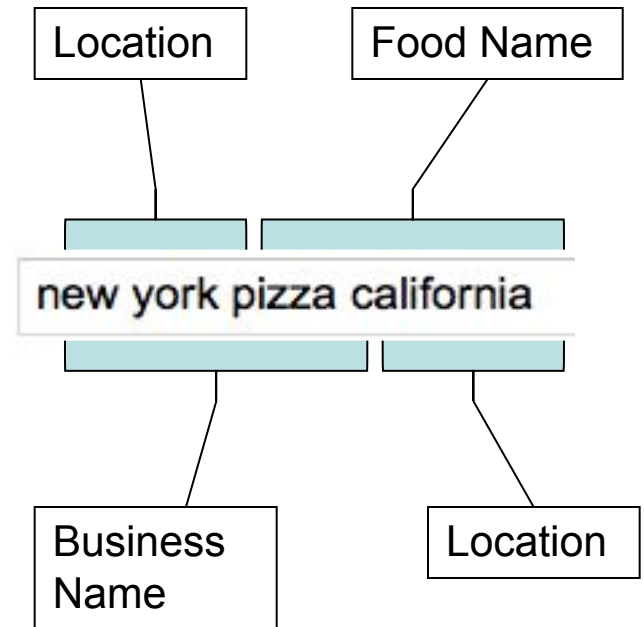 Location
Food Name
new york pizza california
Business
Name
Location